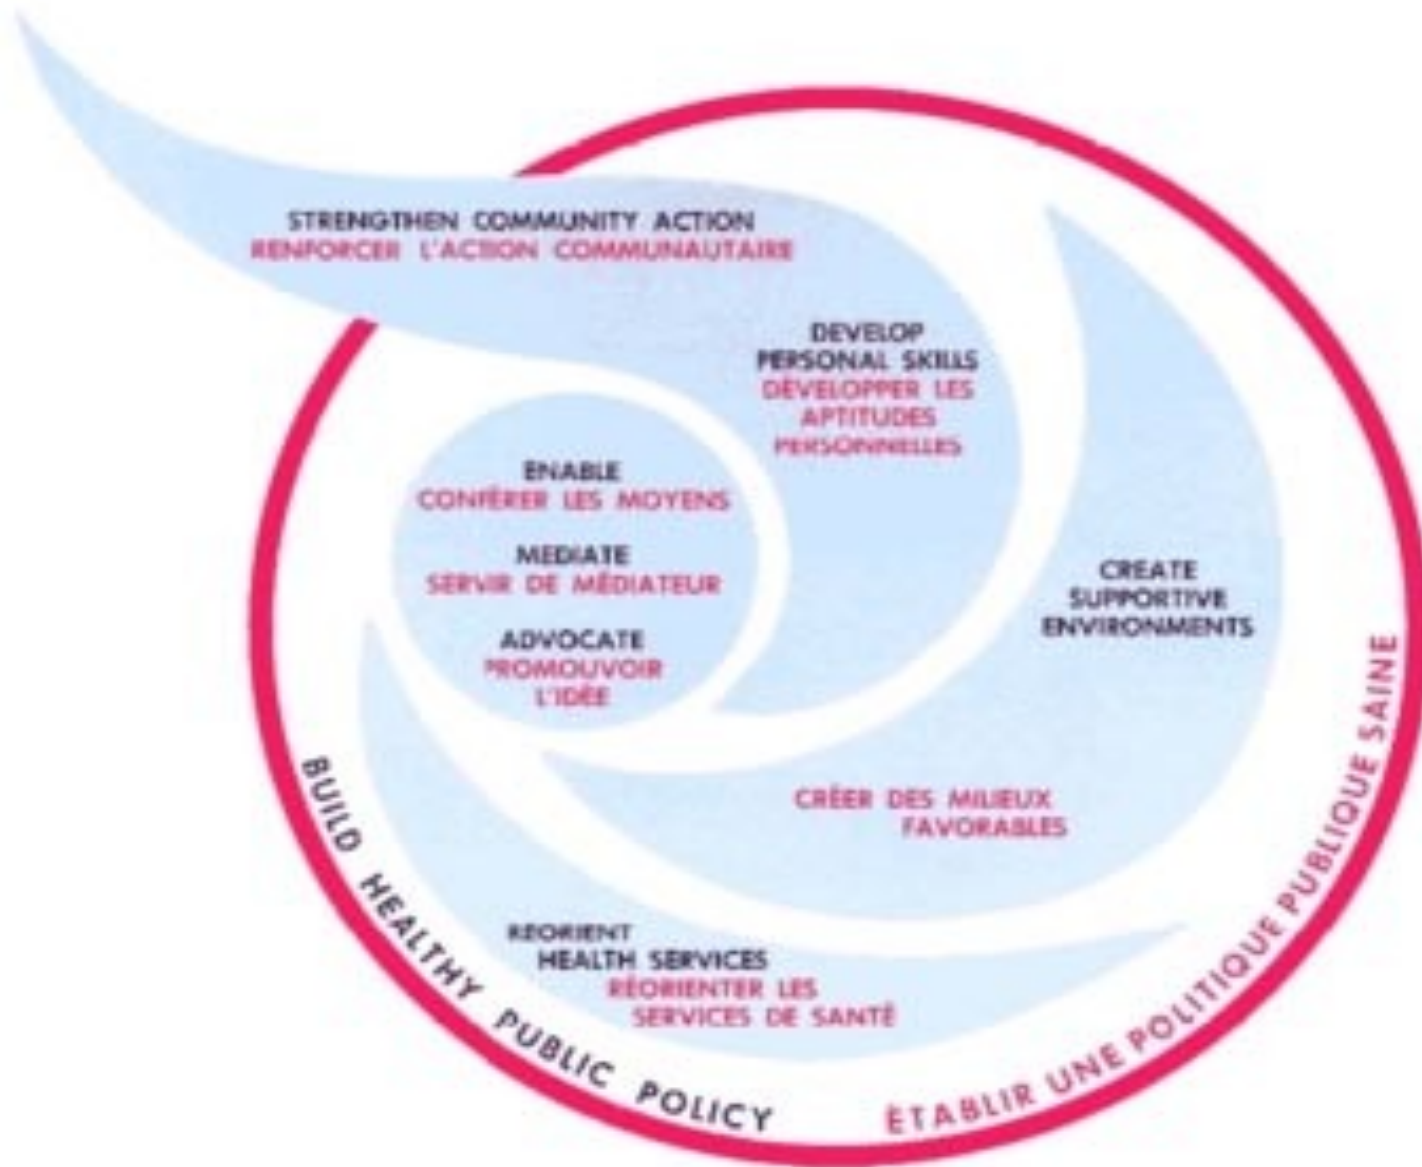 STRENGTHEN COMMUNITY ACTION
RENFORCER L'ACTION COMMUNAUTAIRE
DEVELOP
PERSONAL SKILLS
DÉVELOPPER LES
APTITUDES
PERSONNELLES
ENABLE
CONFÉRER LES MOYENS
MEDIATE
SERVIR DE MÉDIATEUR
ADVOCATE
PROMOUVOIR
L'IDÉE
CREATE
SUPPORTIVE
ENVIRONMENTS
CRÉER DES MILIEUX
FAVORABLES
REORIENT
HEALTH SERVICES
RÉORIENTER LES
SERVICES DE SANTÉ
BUILD HEALTHY PUBLIC POLICY
ÉTABLIR UNE POLITIQUE PUBLIQUE SAINE